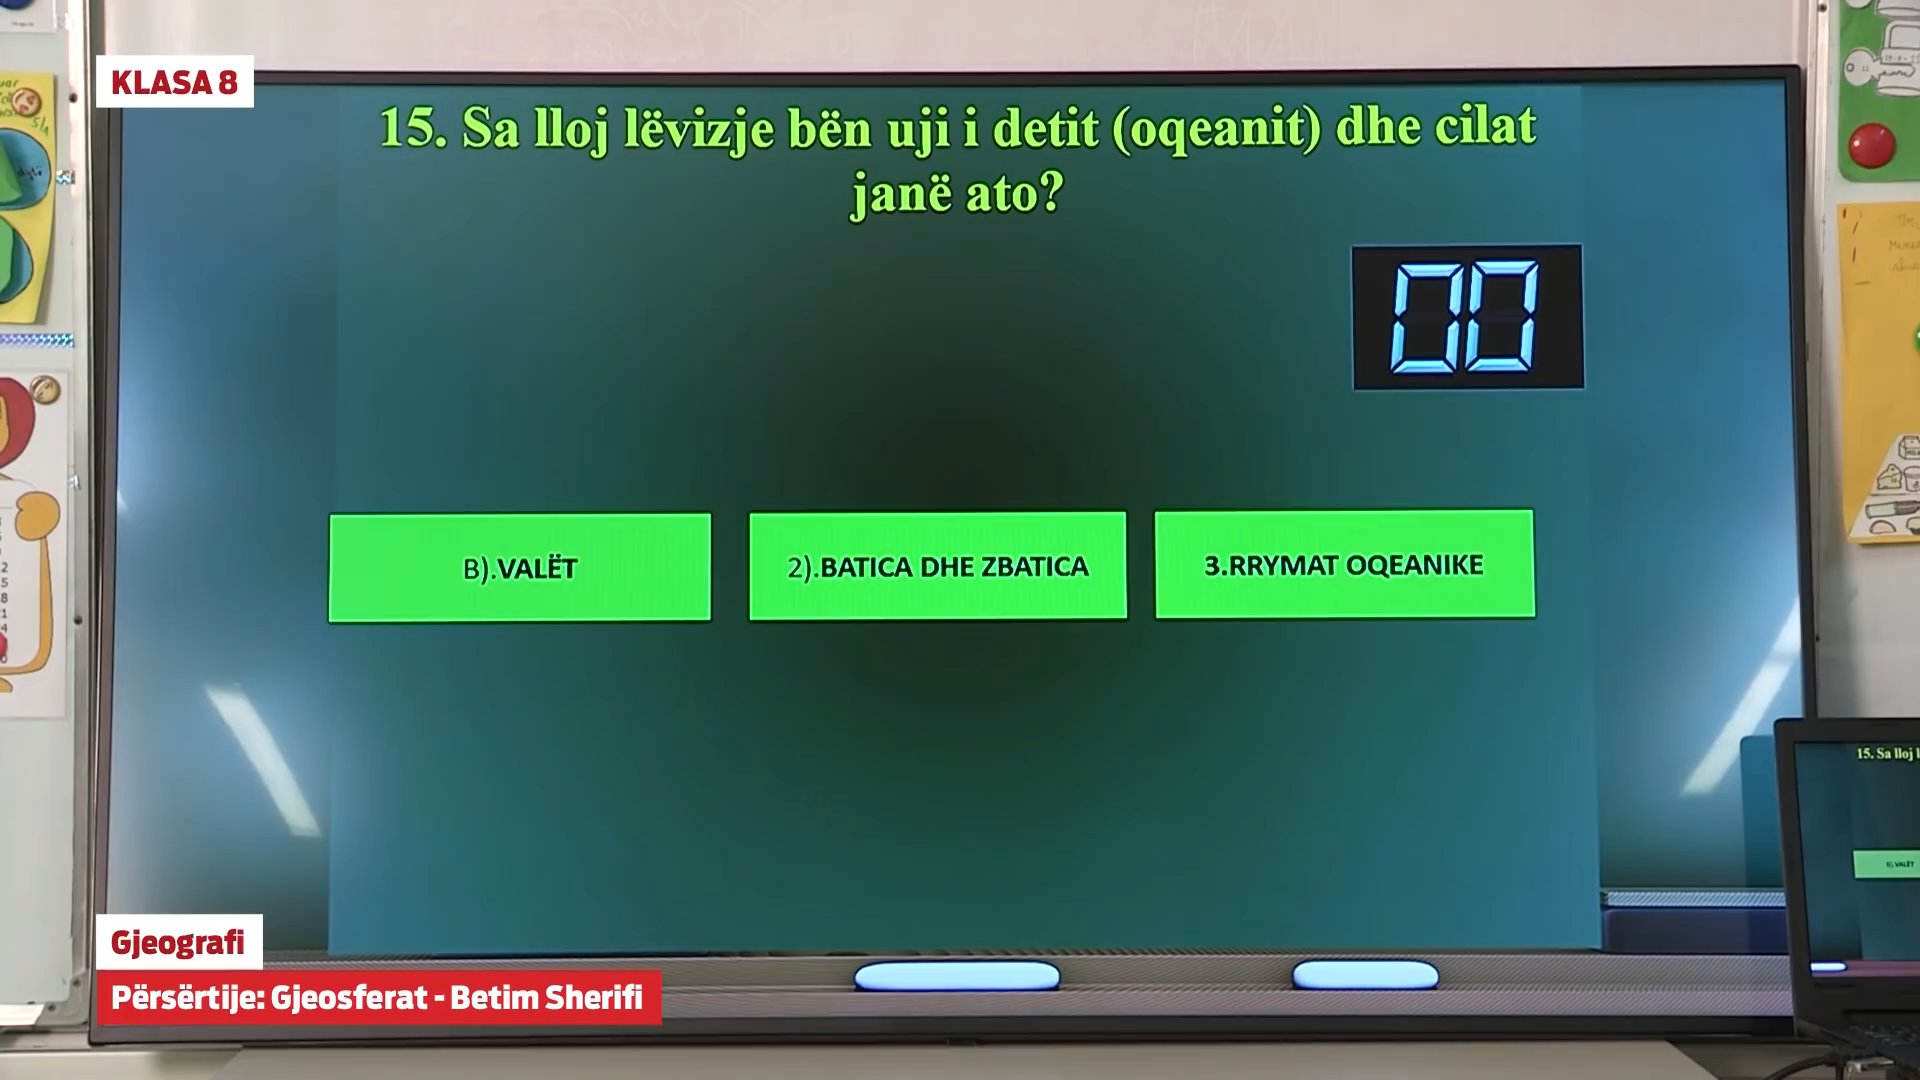 KLASA 8
15. Sa lloj lëvizje bën uji i detit (oqeanit) dhe cilat
janë ato?
00
B).VALËT
2).BATICA DHE ZBATICA
3.RRYMAT OQEANIKE
15. Sa lloj
B).VALËT
Gjeografi
Përsërtije: Gjeosferat - Betim Sherifi